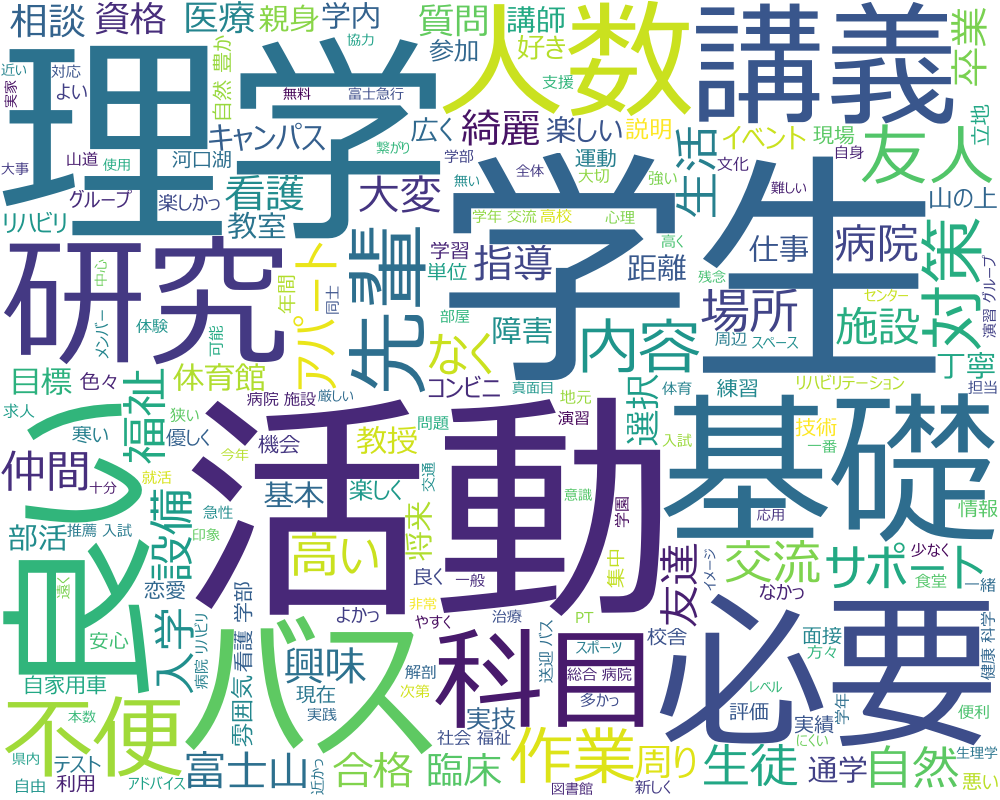 相談
資格
医療
親身
学内
協力
質問
講師
好き
参加
支援
人数
講義
卒業
近い
対応
よい
実家
自然 豊か
理学
無料
富士急行
キャンパス
広く
綺麗
楽しい
説明
イベント
現場
友人
立地
大事
山道
使用
河口湖
繋がり
学部
無い
全体
運動
大切
強い
文化
生活
自身
難しい
山の上
グループ
リハビリ
楽しかっ
看護
教室
大変
学年 交流
高校
心理
高く
学生
仕事
病院
対策
研究
中心
メンバー
体験
可能
年間
アパート
同士
先輩
学習
単位
指導
距離
障害
部屋
内容
残念
場所
周辺
スペース
センター
施設
演習 グループ
丁寧
目標
色々
体育館
なく
コンビニ
真面目
体育
選択
練習
リハビリテーション
担当
求人
狭い
寒い
優しく
福祉
病院 施設
厳しい
機会
教授
問題
地元
演習
入試
技術
一番
良い
仲間
十分
就活
今年
活動
基礎
部活
推薦 入試
急性
印象
設備
基本
楽しく
高い
将来
交通
意識
学園
集中
友達
イメージ
応用
情報
交流
サポート
少なく
食堂
一緒
なかっ
遠く
恋愛
安心
入学
病院 リハビリ
雰囲気
看護 学部
よかっ
良く
一般
非常
やすく
治療
PT
校舎
必要
面接
方々
健康 科学
自家用車
バス
興味
解剖
現在
実践
次第
科目
実技
社会 福祉
送迎 バス
スポーツ
総合 病院
多かっ
レベル
評価
実績
学年
便利
にくい
生理学
不便
本数
県内
自由
テスト
利用
アドバイス
富士山
近かっ
合格
臨床
作業
図書館
周り
新しく
生徒
通学
自然
悪い